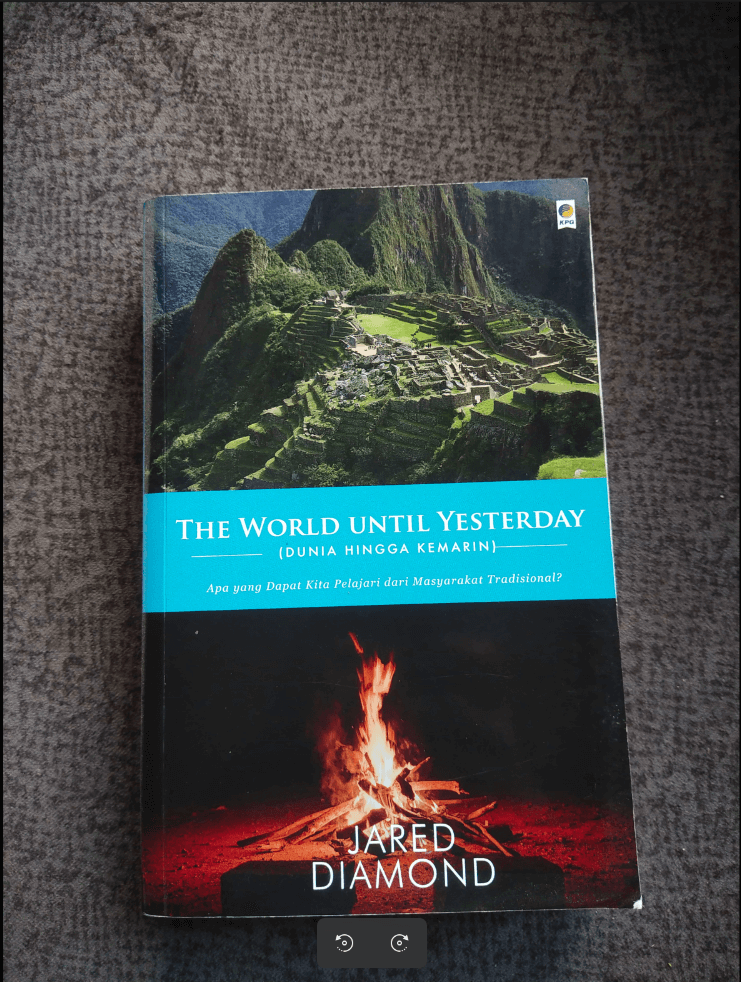 KPG
THE WORLD UNTIL YESTERDAY
(DUNIA HINGGA KEMARIN)
Apa yang Dapat Kita Pelajari dari Masyarakat Tradisional?
JARED
DIAMOND